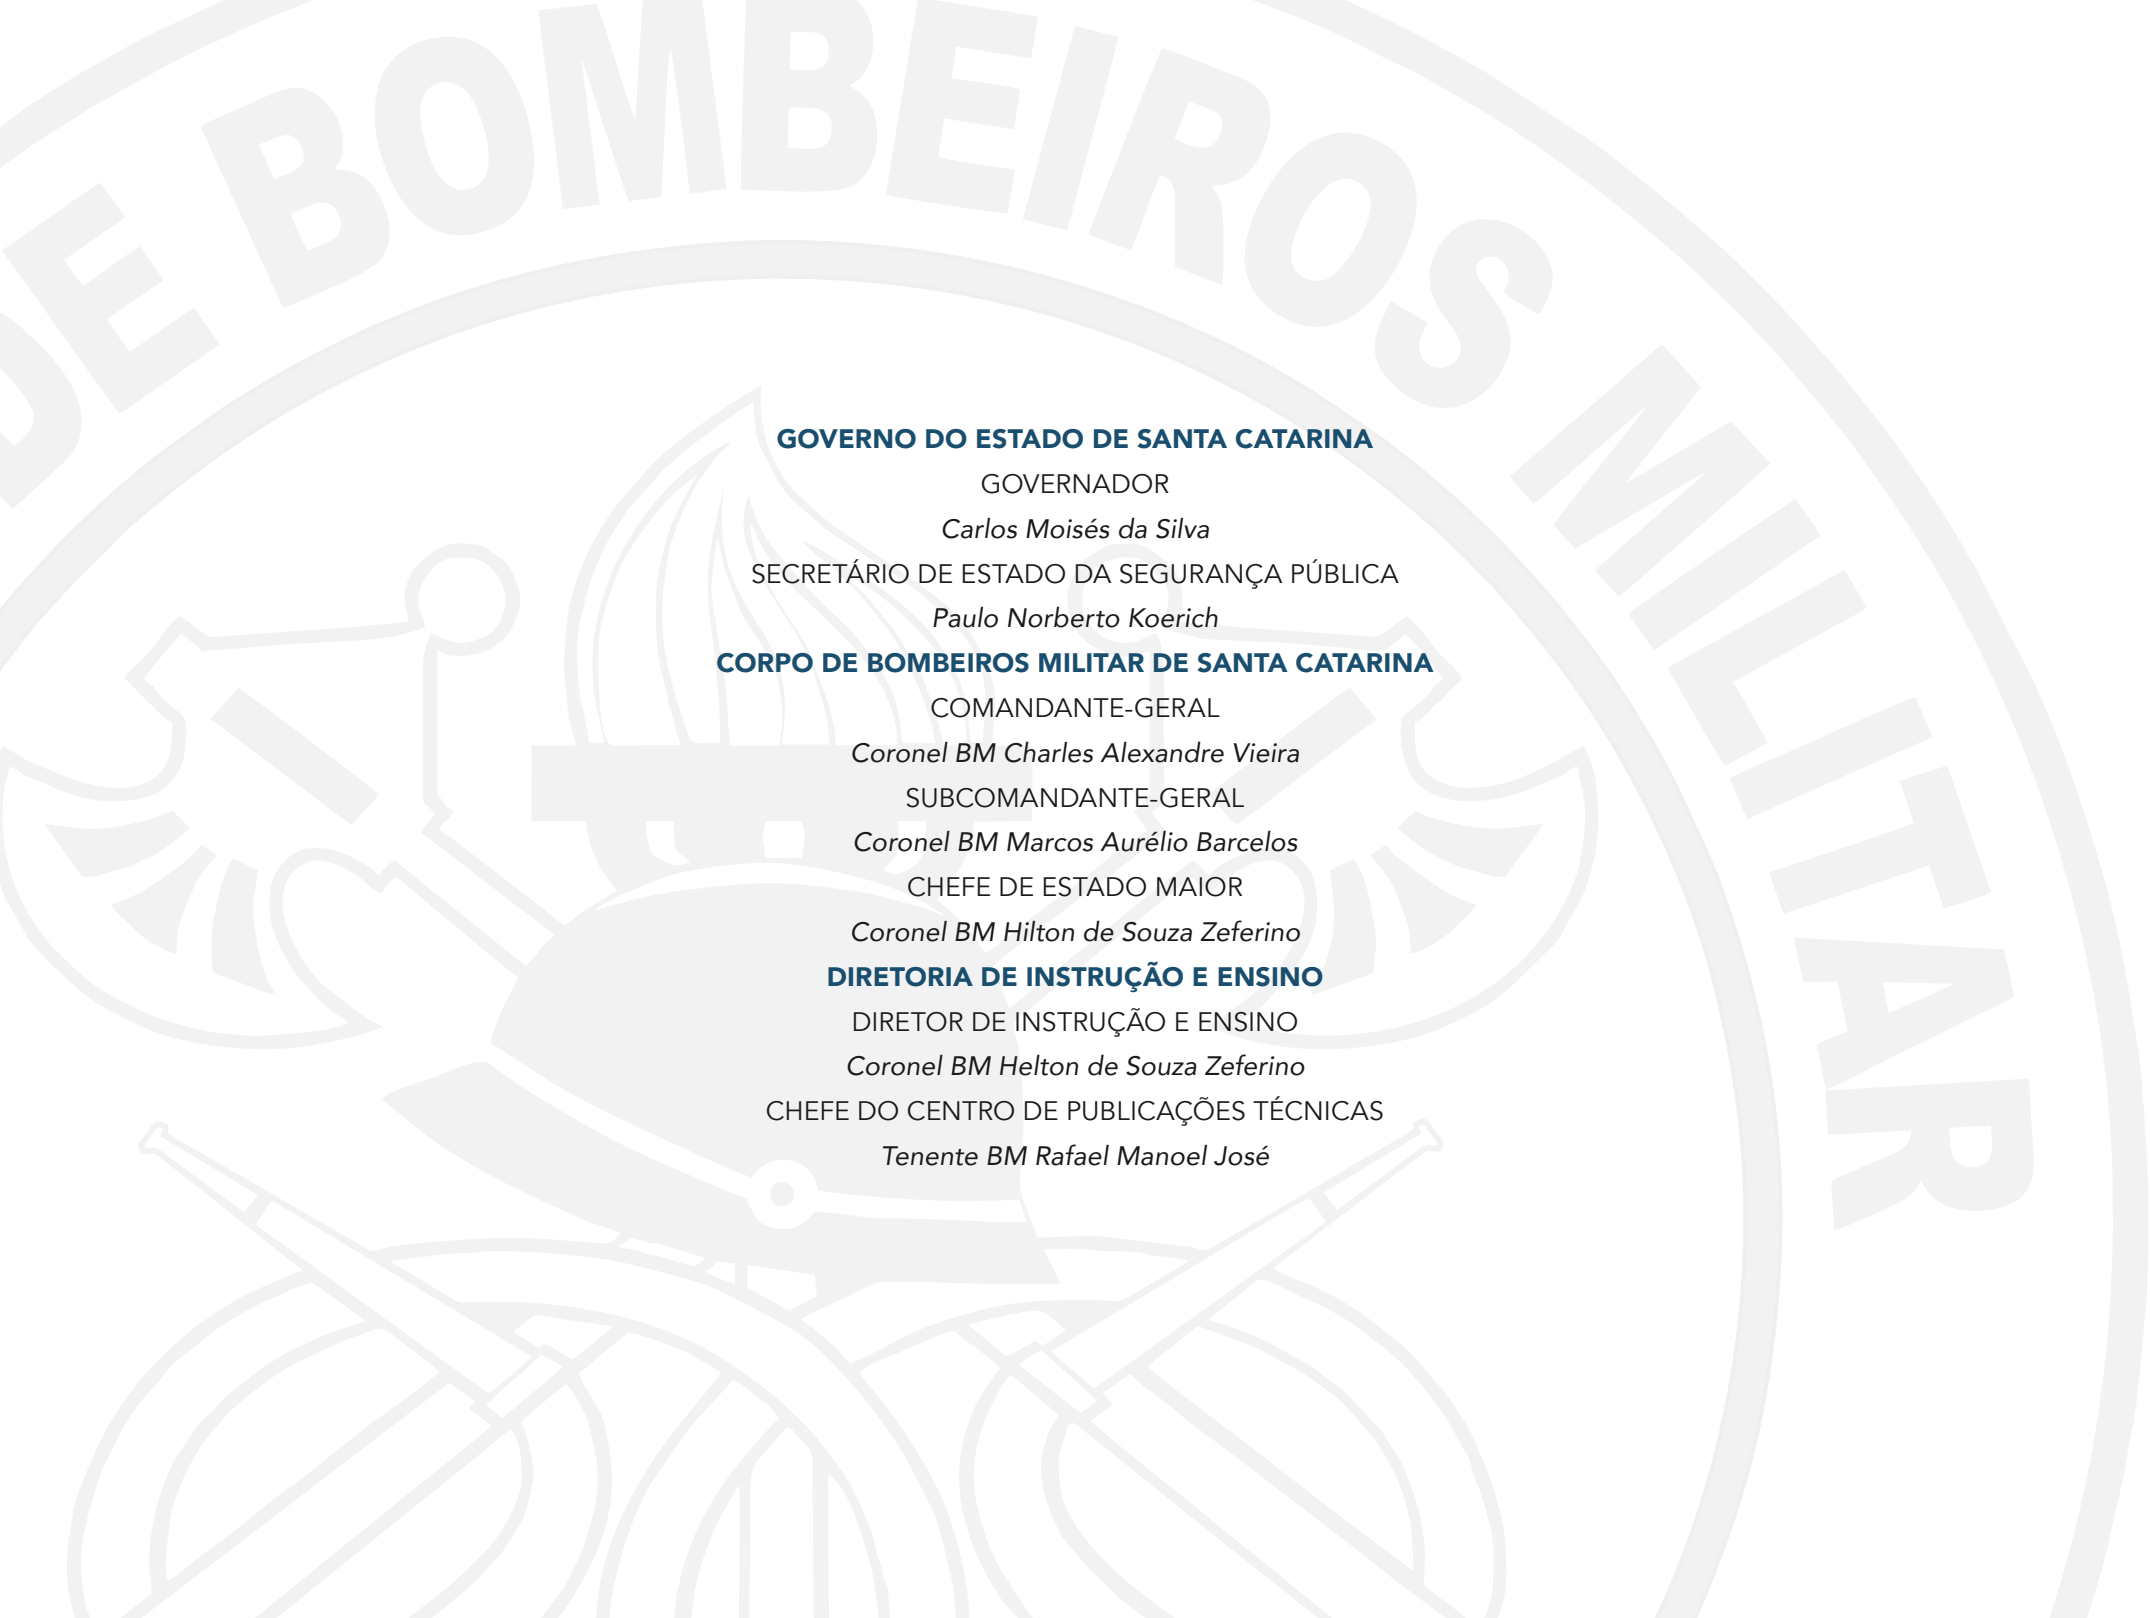 DE BOMBEIROS MILITAR
GOVERNO DO ESTADO DE SANTA CATARINA
GOVERNADOR
Carlos Moisés da Silva
SECRETÁRIO DE ESTADO DA SEGURANÇA PÚBLICA
Paulo Norberto Koerich
CORPO DE BOMBEIROS MILITAR DE SANTA CATARINA
COMANDANTE-GERAL
Coronel BM Charles Alexandre Vieira
SUBCOMANDANTE-GERAL
Coronel BM Marcos Aurélio Barcelos
CHEFE DE ESTADO MAIOR
Coronel BM Hilton de Souza Zeferino
DIRETORIA DE INSTRUÇÃO E ENSINO
DIRETOR DE INSTRUÇÃO E ENSINO
Coronel BM Helton de Souza Zeferino
CHEFE DO CENTRO DE PUBLICAÇÕES TÉCNICAS
Tenente BM Rafael Manoel José